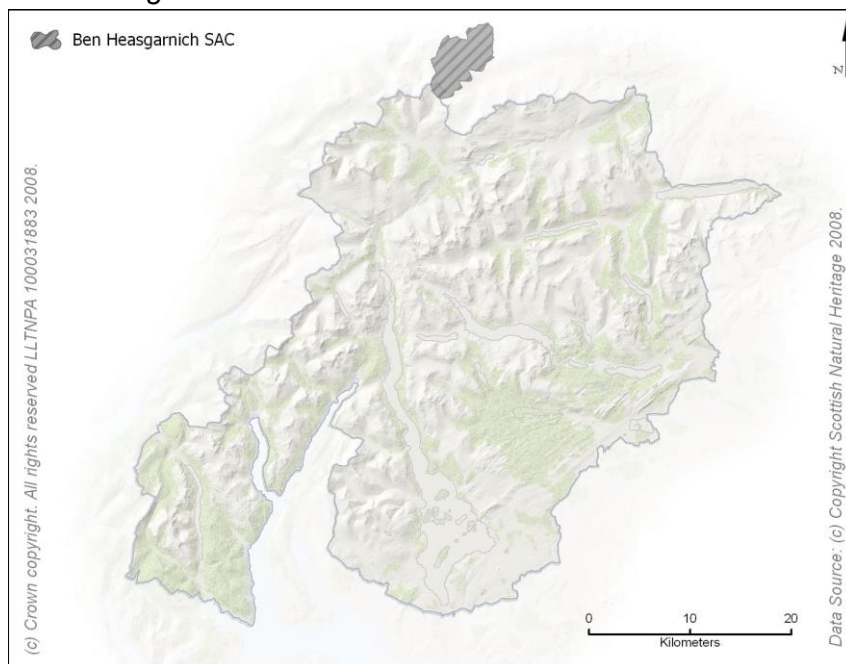 Ben Heasgarnich SAC
N
(c) Crown copyright. All rights reserved LLTNPA 100031883 2008.
Data Source: (c) Copyright Scottish Natural Heritage 2008.
0 10 20
Kilometers